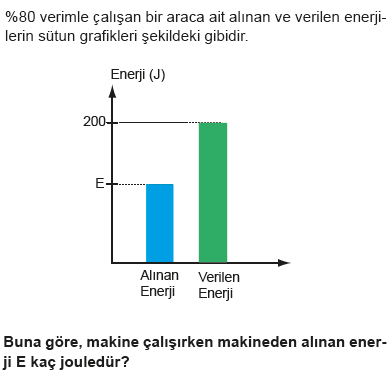 %80 verimle çalışan bir araca ait alınan ve verilen enerji-
lerin sütun grafikleri şekildeki gibidir.
Enerji (J)
200
E
Alınan
Enerji
Verilen
Enerji
Buna göre, makine çalışırken makineden alınan ener-
ji E kaç jouledür?